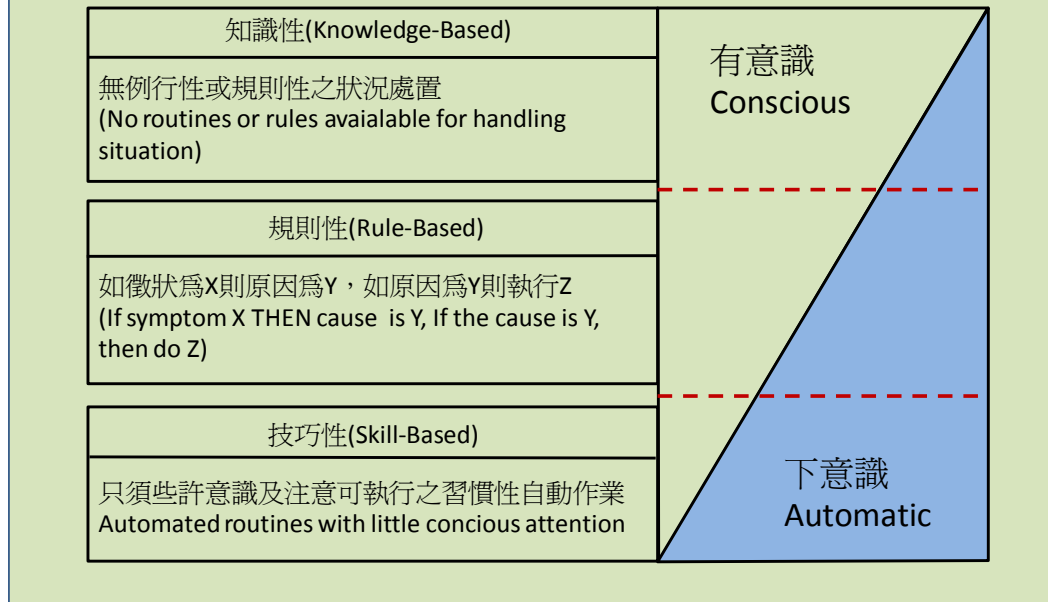 知識性(Knowledge-Based)
無例行性或規則性之狀況處置
(No routines or rules avaialable for handling
situation)
有意識
Conscious
規則性(Rule-Based)
如徵狀為X則原因為Y，如原因為Y則執行Z
(If symptom X THEN cause  is Y, If the cause is Y,
then do Z)
技巧性(Skill-Based)
只須些許意識及注意可執行之習慣性自動作業
Automated routines with little concious attention
下意識
Automatic